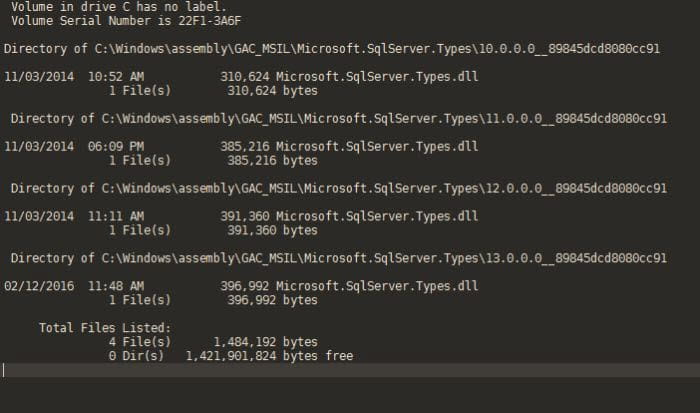 Volume in drive C has no label.
Volume Serial Number is 22F1-3A6F
Directory of C:\Windows\assembly\GAC_MSIL\Microsoft.SqlServer.Types\10.0.0.0__89845dcd8080cc91
11/03/2014  10:52 AM           310,624 Microsoft.SqlServer.Types.dll
               1 File(s)        310,624 bytes
Directory of C:\Windows\assembly\GAC_MSIL\Microsoft.SqlServer.Types\11.0.0.0__89845dcd8080cc91
11/03/2014  06:09 PM           385,216 Microsoft.SqlServer.Types.dll
               1 File(s)        385,216 bytes
Directory of C:\Windows\assembly\GAC_MSIL\Microsoft.SqlServer.Types\12.0.0.0__89845dcd8080cc91
11/03/2014  11:11 AM           391,360 Microsoft.SqlServer.Types.dll
               1 File(s)        391,360 bytes
Directory of C:\Windows\assembly\GAC_MSIL\Microsoft.SqlServer.Types\13.0.0.0__89845dcd8080cc91
02/12/2016  11:48 AM           396,992 Microsoft.SqlServer.Types.dll
               1 File(s)        396,992 bytes
     Total Files Listed:
               4 File(s)      1,484,192 bytes
               0 Dir(s)   1,421,901,824 bytes free